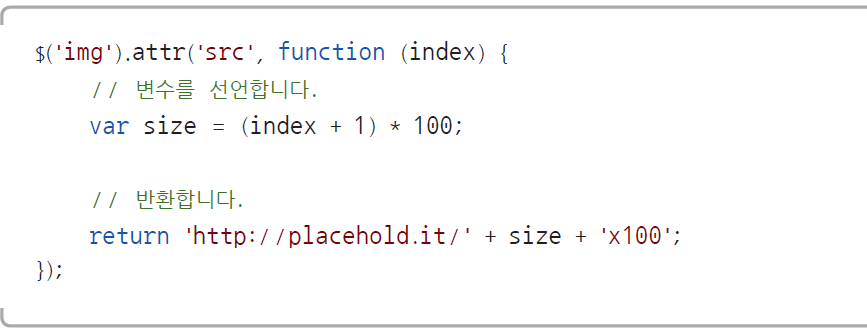 $('img').attr('src', function (index) {
    // 변수를 선언합니다.
    var size = (index + 1) * 100;

    // 반환합니다.
    return 'http://placehold.it/' + size + 'x100';
});